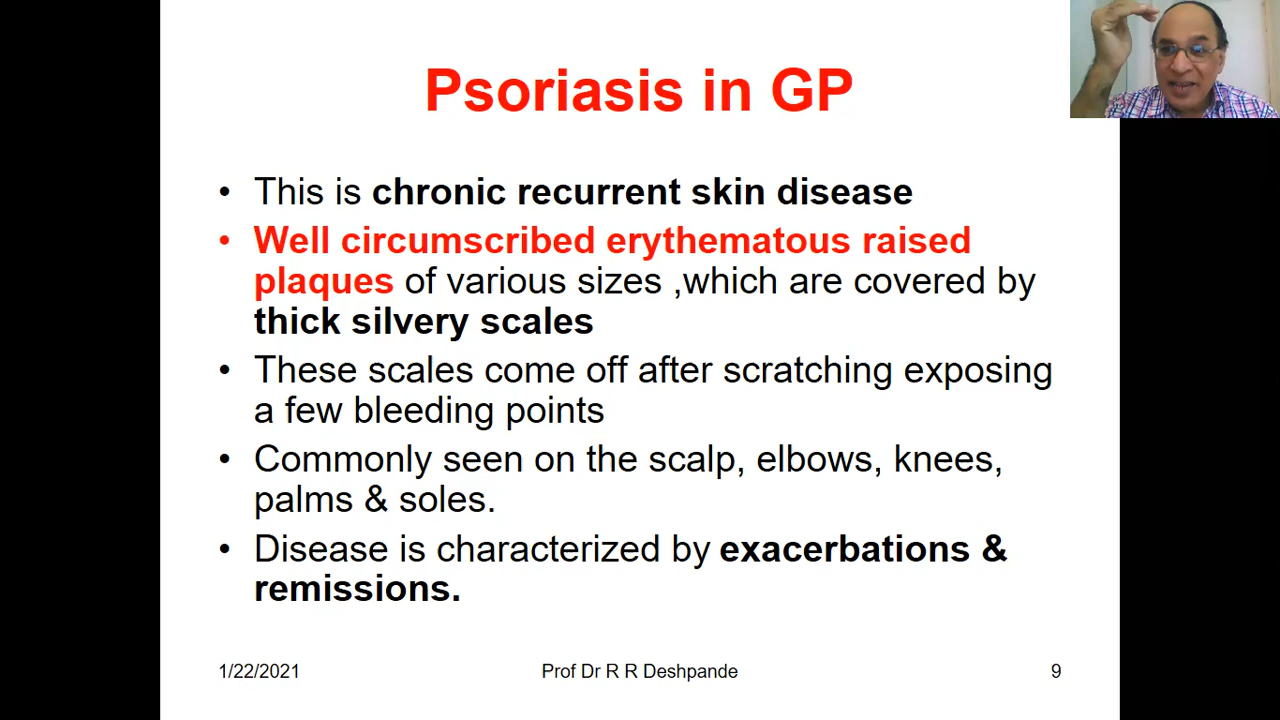 Psoriasis in GP
• This is chronic recurrent skin disease
• Well circumscribed erythematous raised
plaques of various sizes ,which are covered by
thick silvery scales
• These scales come off after scratching exposing
a few bleeding points
• Commonly seen on the scalp, elbows, knees,
palms & soles.
• Disease is characterized by exacerbations &
remissions.
1/22/2021
Prof Dr R R Deshpande
9